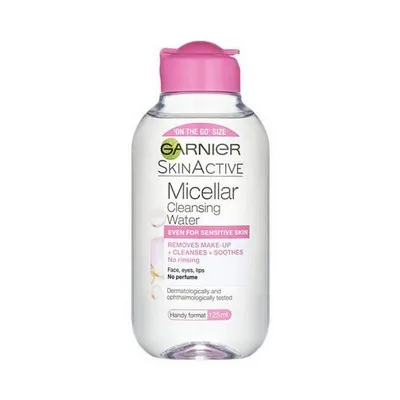 'ON THE GO' SIZE
GARNIER
SKINACTIVE
Micellar
Cleansing
Water
EVEN FOR SENSITIVE SKIN
REMOVES MAKE-UP
+ CLEANSES + SOOTHES
No rinsing
Face, eyes, lips
No perfume
Dermatologically and
ophthalmologically tested
Handy format 125ml